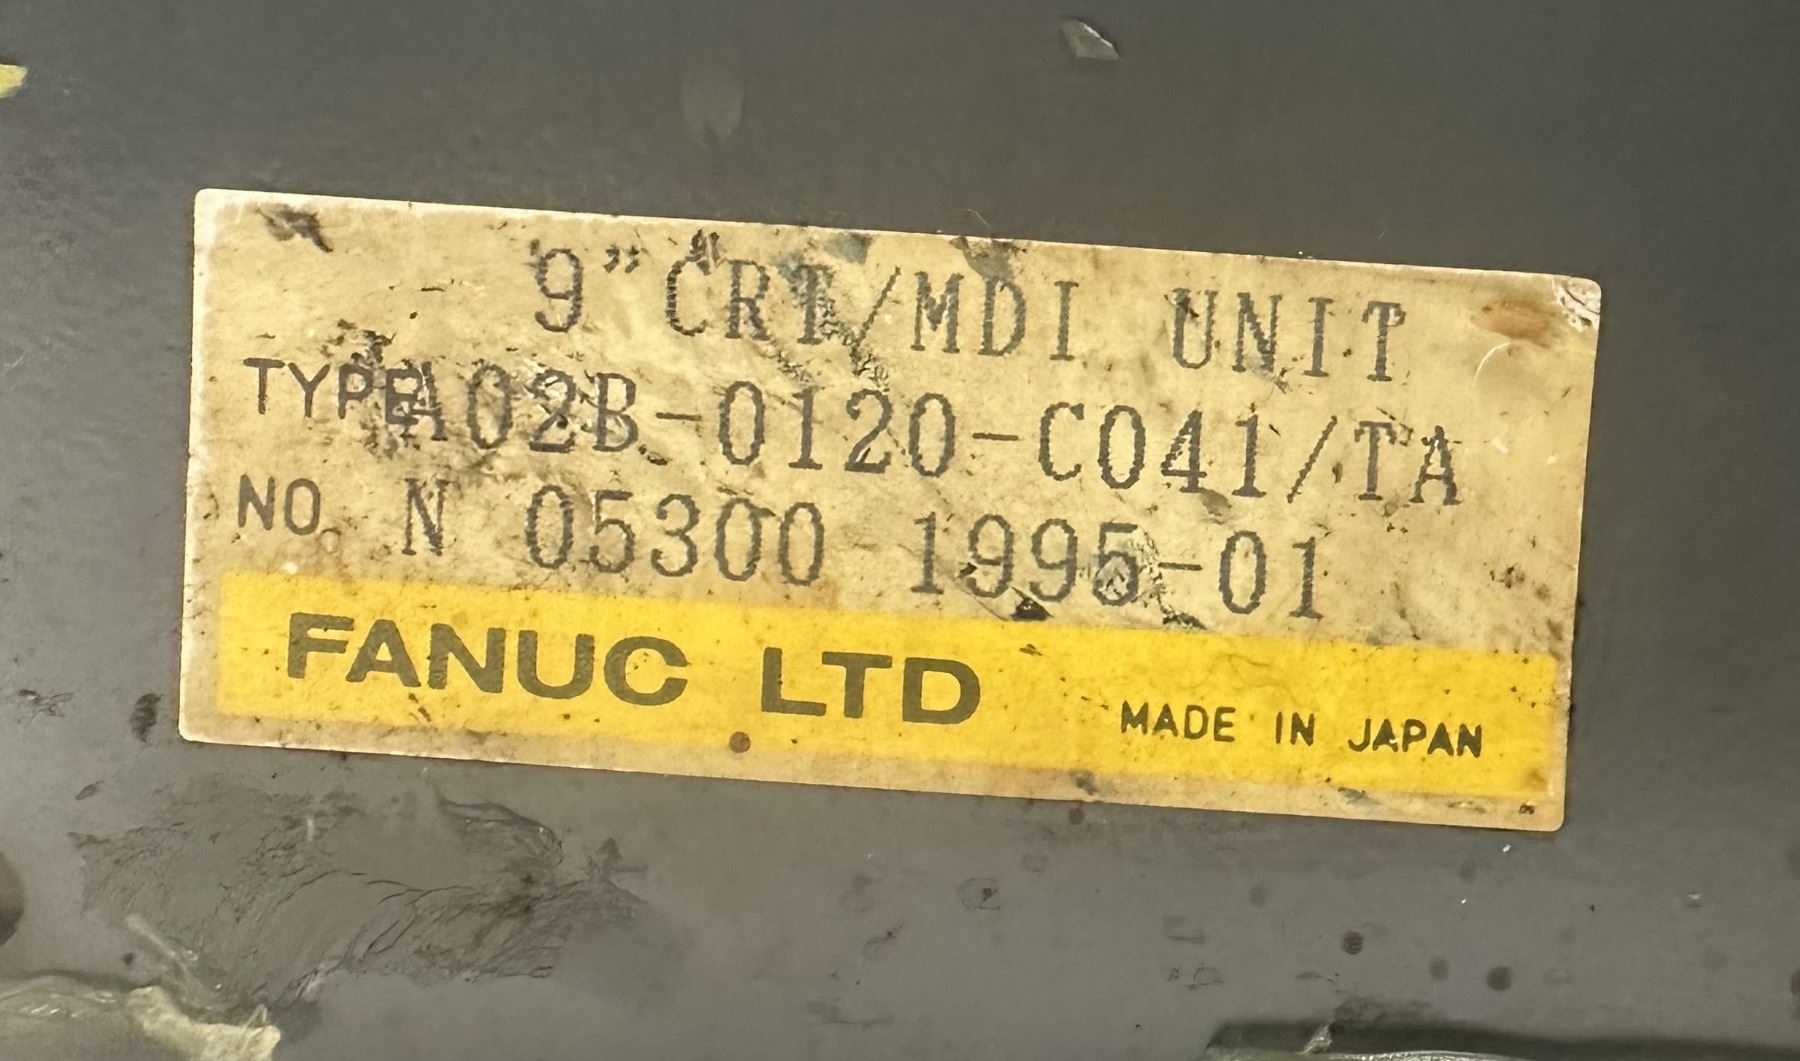 9" CRT/MDI UNIT
TYPE A02B-0120-C041/TA
NO. N 05300 1995-01
FANUC LTD MADE IN JAPAN